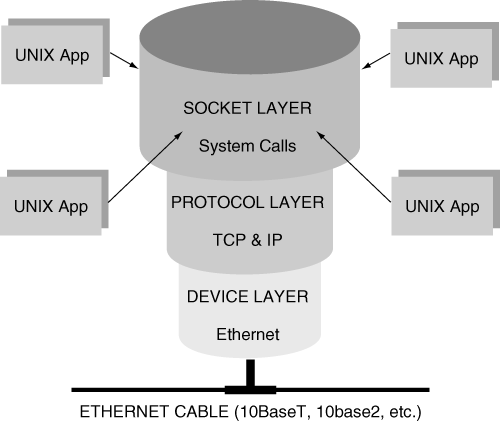 UNIX App
UNIX App
SOCKET LAYER
System Calls
UNIX App
PROTOCOL LAYER
UNIX App
TCP & IP
DEVICE LAYER
Ethernet
ETHERNET CABLE (10BaseT, 10base2, etc.)